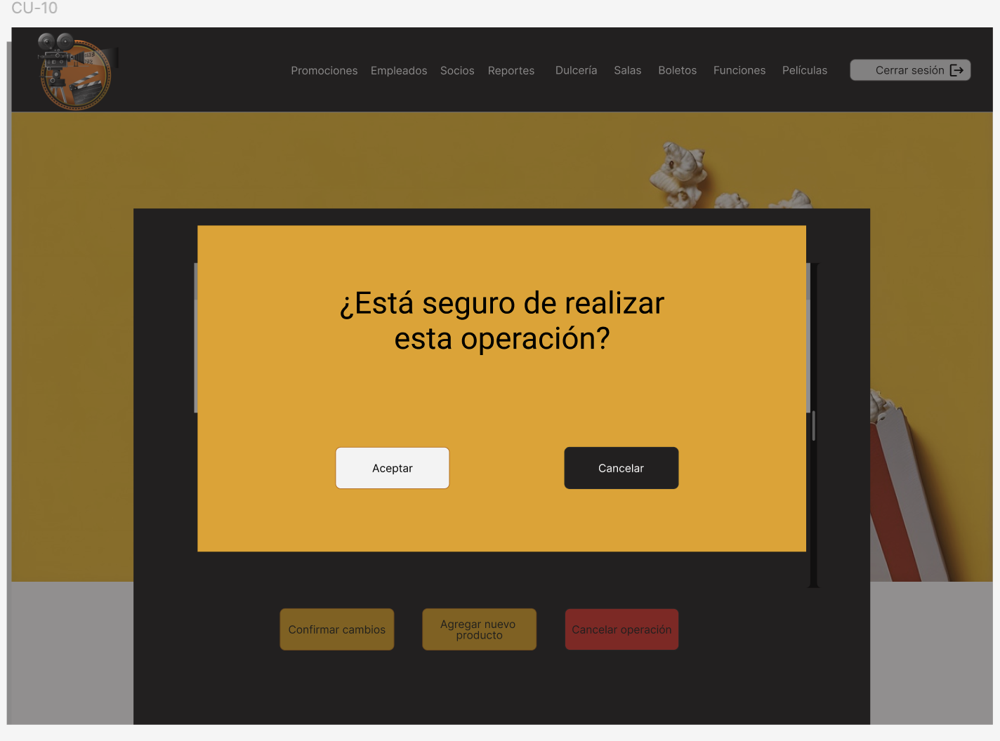 CU-10
Promociones Empleados Socios Reportes Dulcería Salas Boletos Funciones Películas Cerrar sesión
¿Está seguro de realizar
esta operación?
Aceptar Cancelar
Confirmar cambios
Agregar nuevo
producto
Cancelar operación